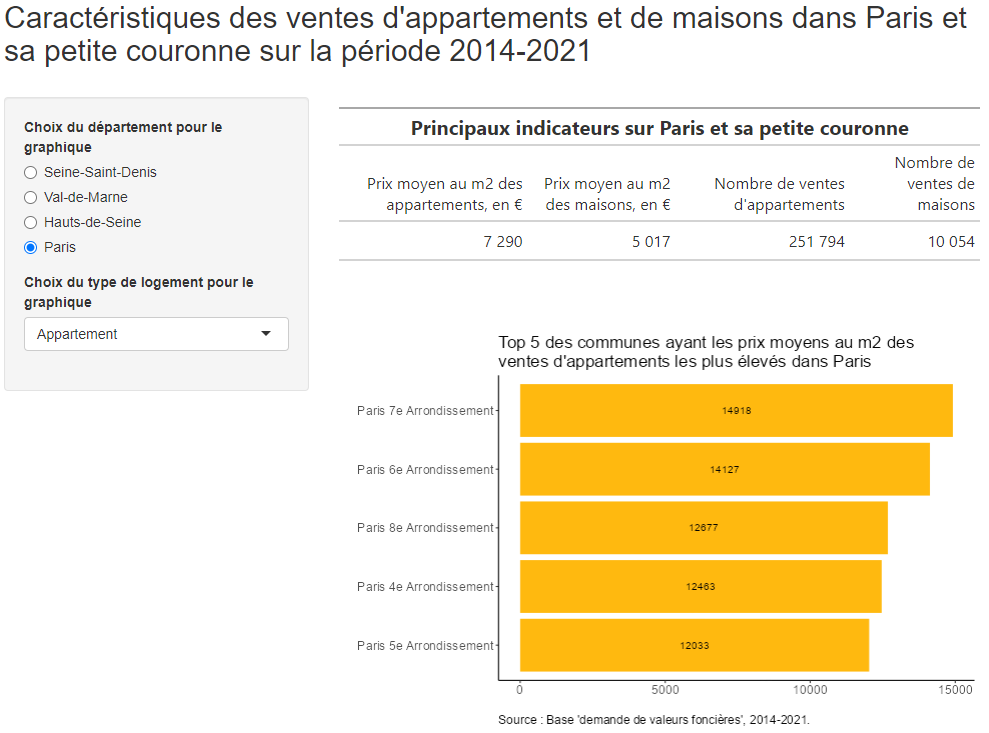 Caractéristiques des ventes d'appartements et de maisons dans Paris et
sa petite couronne sur la période 2014-2021
Choix du département pour le
graphique
Seine-Saint-Denis
Val-de-Marne
Hauts-de-Seine
Paris
Choix du type de logement pour le
graphique
Appartement
Principaux indicateurs sur Paris et sa petite couronne
Prix moyen au m2 des
appartements, en €
Prix moyen au m2
des maisons, en €
Nombre de ventes
d'appartements
Nombre de
ventes de
maisons
7 290
5 017
251 794
10 054
Top 5 des communes ayant les prix moyens au m2 des
ventes d'appartements les plus élevés dans Paris
Paris 7e Arrondissement
14918
Paris 6e Arrondissement
14127
Paris 8e Arrondissement
12677
Paris 4e Arrondissement
12463
Paris 5e Arrondissement
12033
0
5000
10000
15000
Source : Base 'demande de valeurs foncières', 2014-2021.